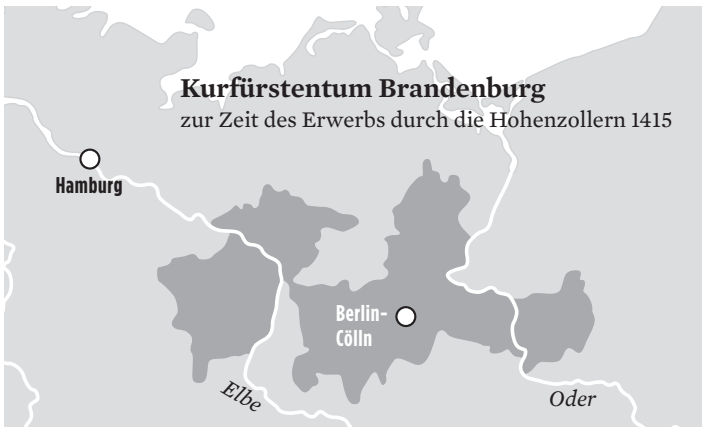 Kurfürstentum Brandenburg
zur Zeit des Erwerbs durch die Hohenzollern 1415
Hamburg
Berlin-
Cölln
Elbe
Oder